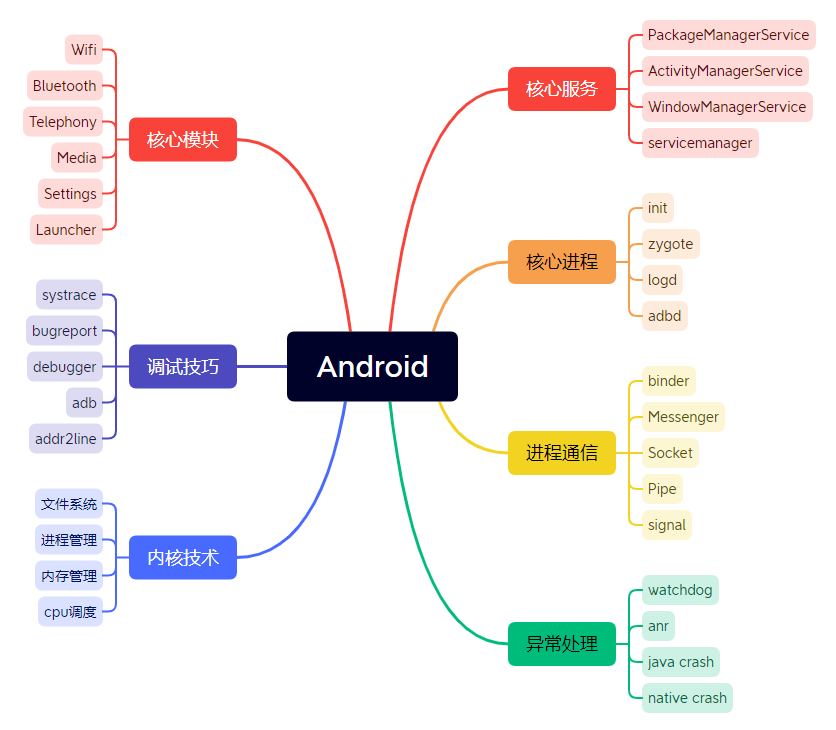 Android
核心服务
PackageManagerService
ActivityManagerService
WindowManagerService
servicemanager
核心进程
init
zygote
logd
adbd
进程通信
binder
Messenger
Socket
Pipe
signal
异常处理
watchdog
anr
java crash
native crash
核心模块
Wifi
Bluetooth
Telephony
Media
Settings
Launcher
调试技巧
systrace
bugreport
debugger
adb
addr2line
内核技术
文件系统
进程管理
内存管理
cpu调度